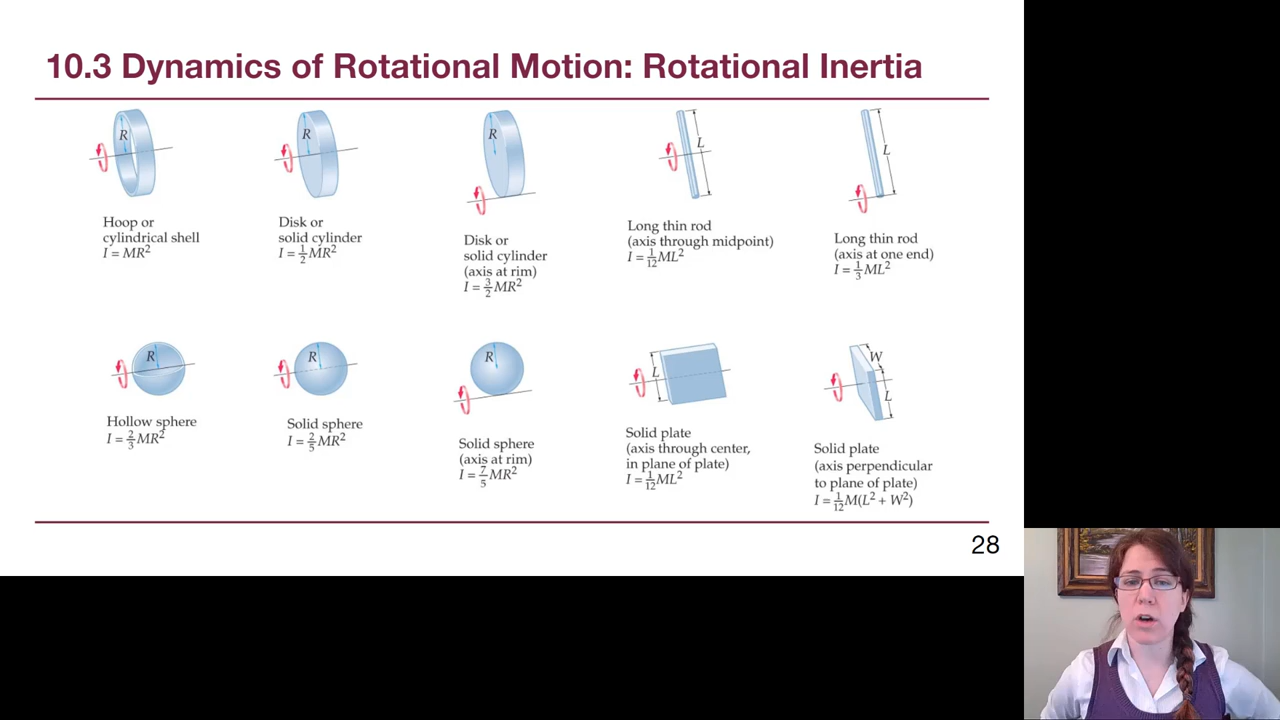 10.3 Dynamics of Rotational Motion: Rotational Inertia
R
R
R
L
L
Hoop or
cylindrical shell
I = MR²
Disk or
solid cylinder
I = ½MR²
Disk or
solid cylinder
(axis at rim)
I = 3/2 MR²
Long thin rod
(axis through midpoint)
I = 1/12 ML²
Long thin rod
(axis at one end)
I = 1/3 ML²
R
R
R
L
W
L
Hollow sphere
I = 2/3 MR²
Solid sphere
I = 2/5 MR²
Solid sphere
(axis at rim)
I = 7/5 MR²
Solid plate
(axis through center,
in plane of plate)
I = 1/12 ML²
Solid plate
(axis perpendicular
to plane of plate)
I = 1/12 M(L² + W²)
28